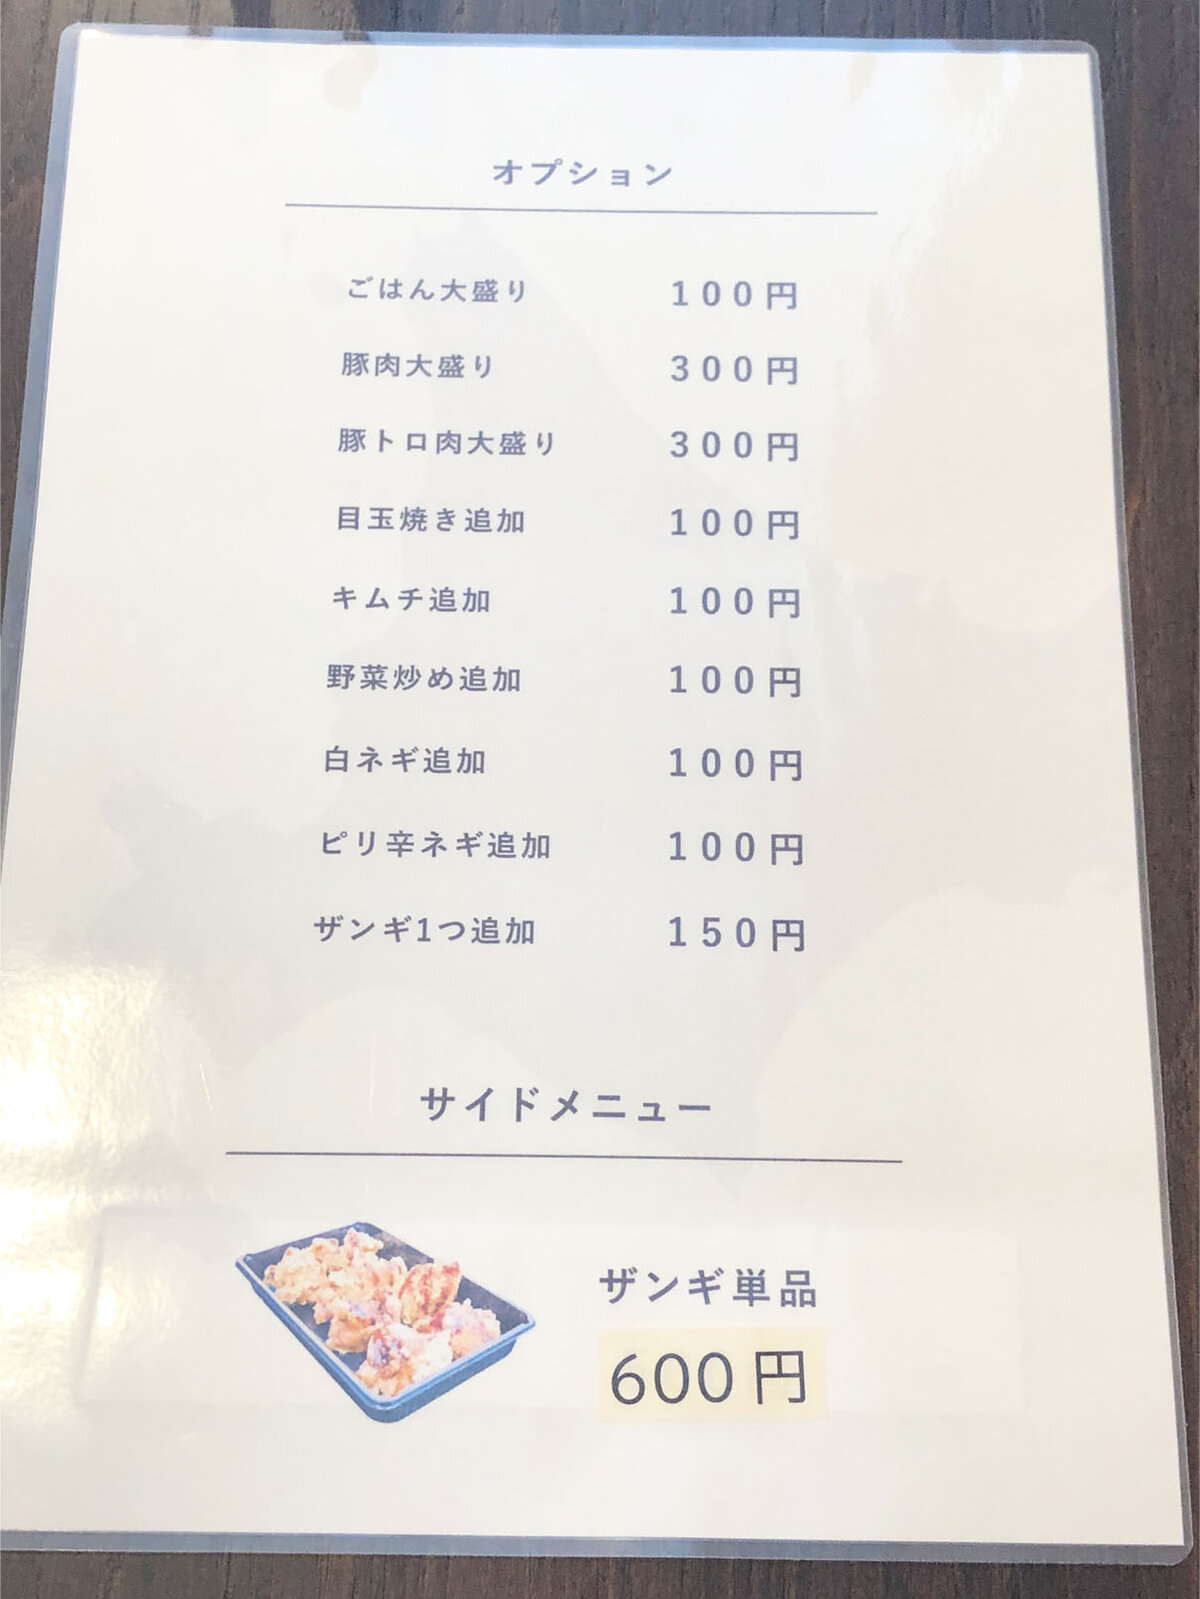 オプション
ごはん大盛り 100円
豚肉大盛り 300円
豚トロ肉大盛り 300円
目玉焼き追加 100円
キムチ追加 100円
野菜炒め追加 100円
白ネギ追加 100円
ピリ辛ネギ追加 100円
ザンギ1つ追加 150円
サイドメニュー
ザンギ単品
600円